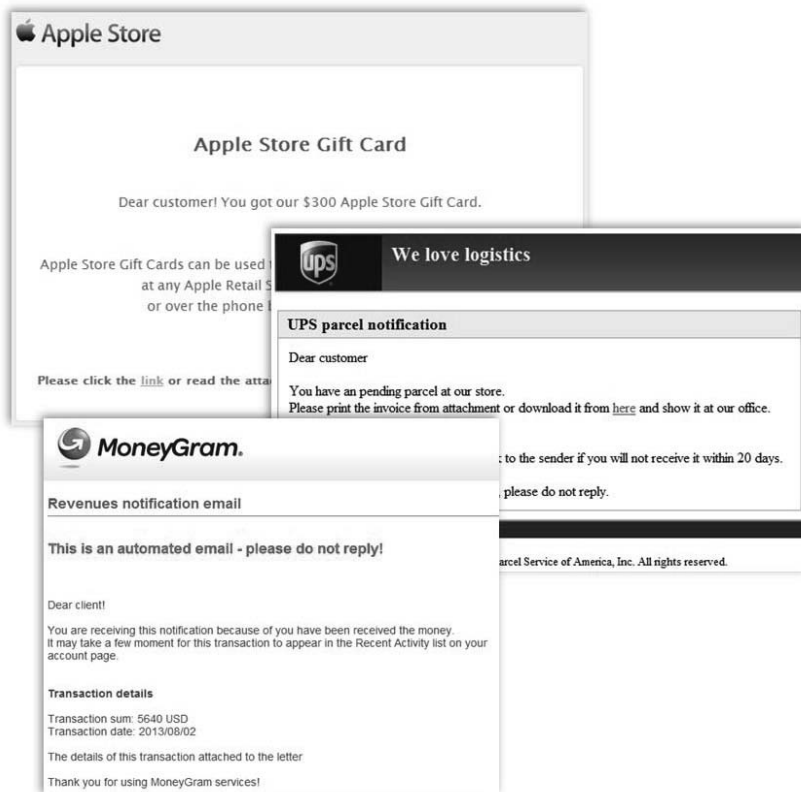 Apple Store
Apple Store Gift Card
Dear customer! You got our $300 Apple Store Gift Card.
Apple Store Gift Cards can be used
at any Apple Retail
or over the phone
Please click the link or read the
ups
We love logistics
UPS parcel notification
Dear customer
You have an pending parcel at our store.
Please print the invoice from attachment or download it from here and show it at our office.
to the sender if you will not receive it within 20 days.
, please do not reply.
Service of America, Inc. All rights reserved.
MoneyGram.
Revenues notification email
This is an automated email - please do not reply!
Dear client!
You are receiving this notification because of you have been received the money.
It may take a few moment for this transaction to appear in the Recent Activity list on your
account page.
Transaction details
Transaction sum: 5640 USD
Transaction date: 2013/08/02
The details of this transaction attached to the letter
Thank you for using MoneyGram services!